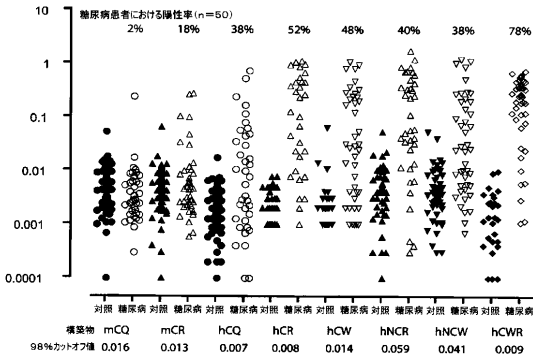 糖尿病患者における陽性率(n=50)
2% 18% 38% 52% 48% 40% 38% 78%
10
1
0.1
0.01
0.001
0.0001
対照 糖尿病 対照 糖尿病 対照 糖尿病 対照 糖尿病 対照 糖尿病 対照 糖尿病 対照 糖尿病 対照 糖尿病
構築物 mCQ mCR hCQ hCR hCW hNCR hNCW hCWR
98%カットオフ値 0.016 0.013 0.007 0.008 0.014 0.059 0.041 0.009